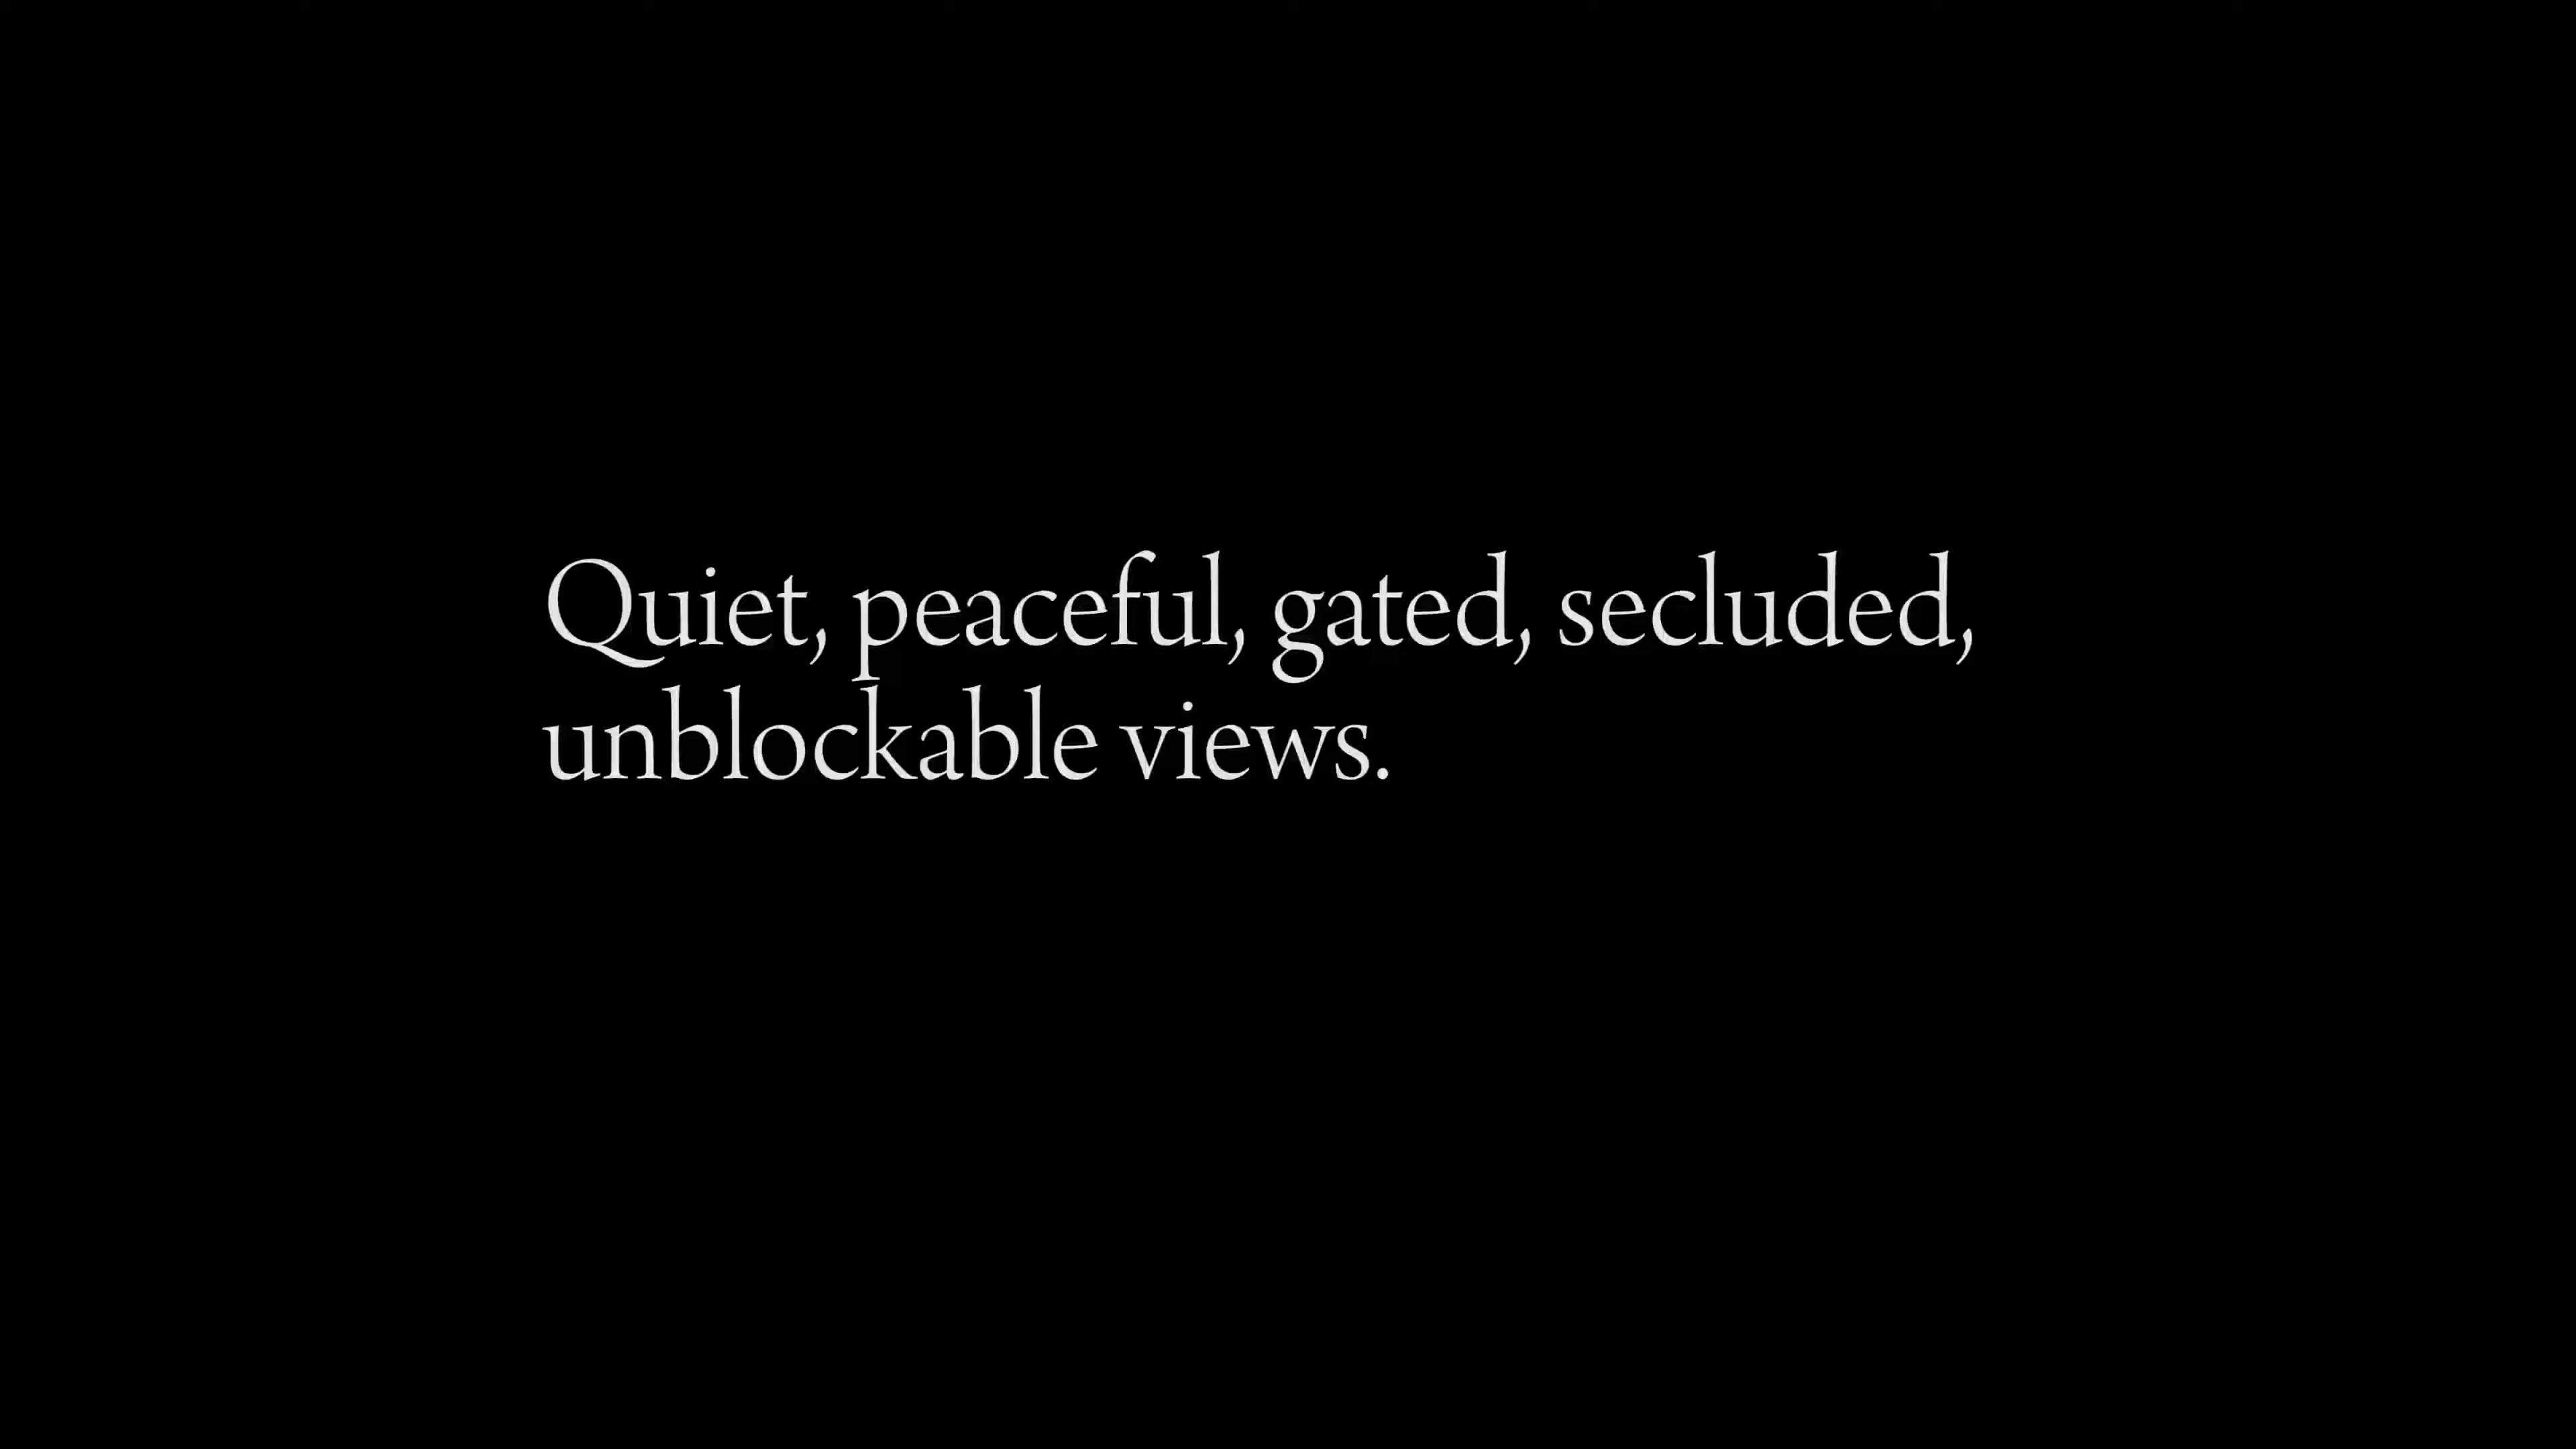 Quiet, peaceful, gated, secluded,
unblockable views.